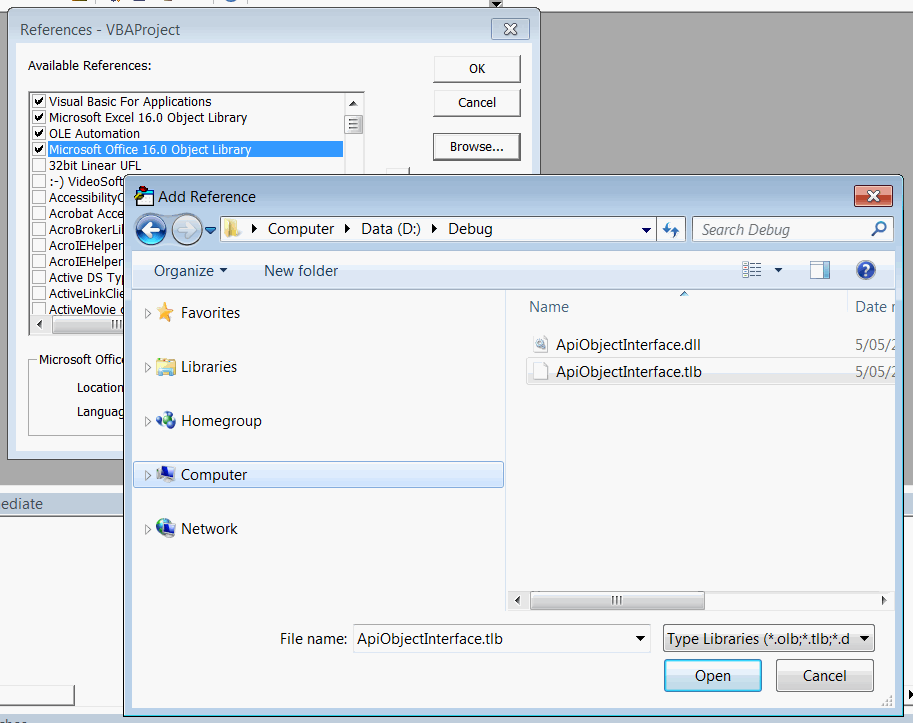 References - VBAProject
Available References:
OK
Cancel
Browse...
Visual Basic For Applications
Microsoft Excel 16.0 Object Library
OLE Automation
Microsoft Office 16.0 Object Library
32bit Linear UFL
:-) VideoSoft
AccessibilityC
Acrobat Acce
AcroBrokerLi
AcroIEHelper
AcroIEHelper
Active DS Typ
ActiveLinkClie
ActiveMovie c
Microsoft Office
Location
Languag
ediate
Add Reference
Computer
Data (D:)
Debug
Search Debug
Organize
New folder
Favorites
Libraries
Homegroup
Computer
Network
Name
Date
ApiObjectInterface.dll
5/05/2
ApiObjectInterface.tlb
5/05/2
File name:
ApiObjectInterface.tlb
Type Libraries (*.olb;*.tlb;*.d
Open
Cancel